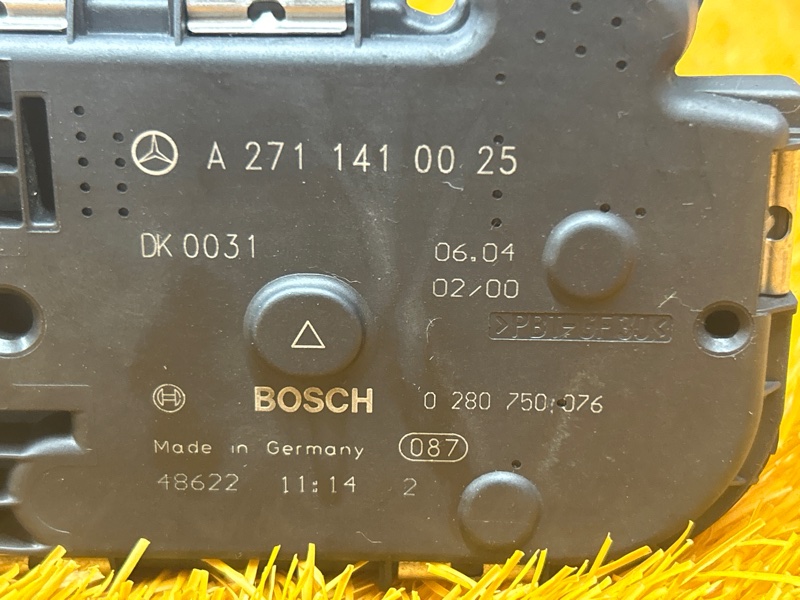 A 271 141 00 25
DK 0031
06.04
02/00
>PBT-GF30<
BOSCH 0 280 750 076
Made in Germany 087
48622 11:14 2